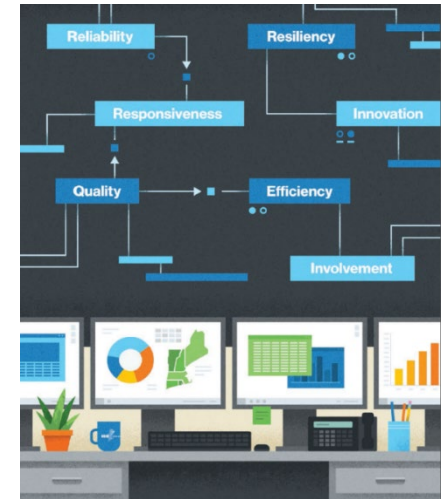 Reliability
Resiliency
Responsiveness
Innovation
Quality
Efficiency
Involvement